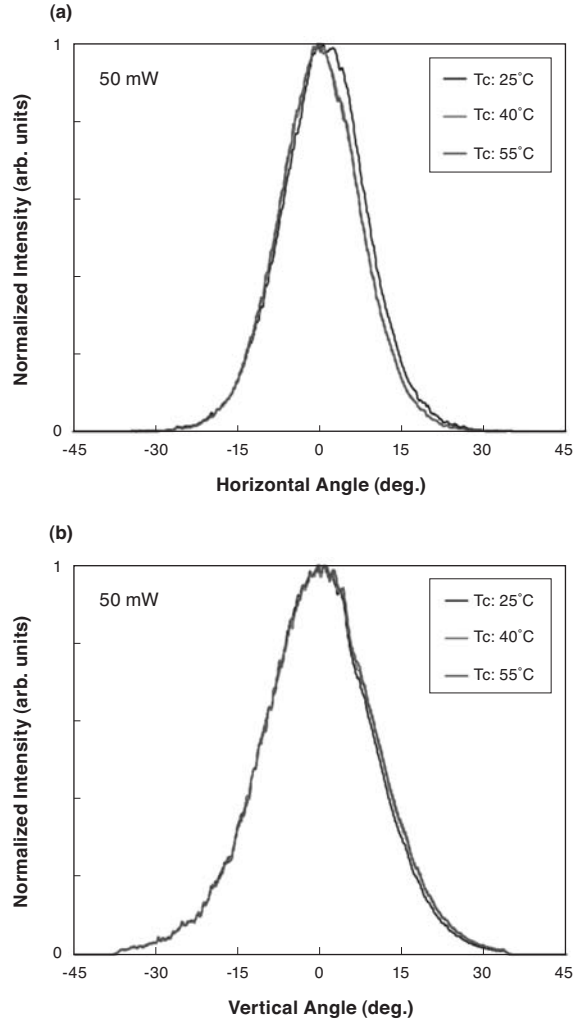 (a)
1
50 mW
Tc: 25˚C
Tc: 40˚C
Tc: 55˚C
Normalized Intensity (arb. units)
0
-45 -30 -15 0 15 30 45
Horizontal Angle (deg.)
(b)
1
50 mW
Tc: 25˚C
Tc: 40˚C
Tc: 55˚C
Normalized Intensity (arb. units)
0
-45 -30 -15 0 15 30 45
Vertical Angle (deg.)